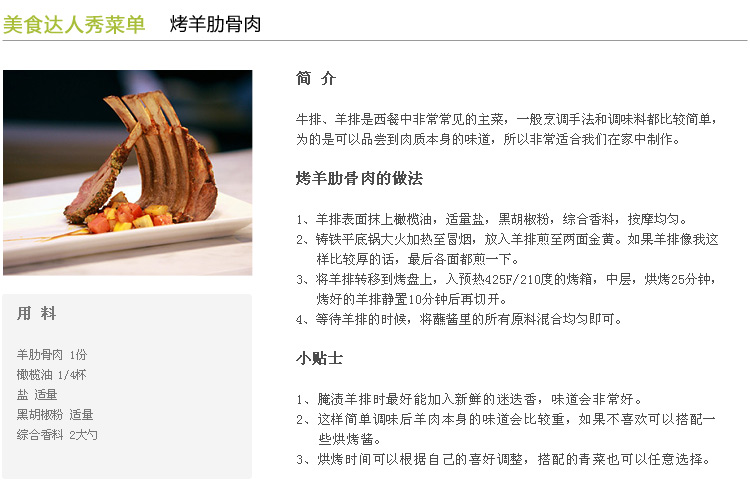 美食达人秀菜单 烤羊肋骨肉
简 介
牛排、羊排是西餐中非常常见的主菜，一般烹调手法和调味料都比较简单，
为的是可以品尝到肉质本身的味道，所以非常适合我们在家中制作。
烤羊肋骨肉的做法
1、羊排表面抹上橄榄油，适量盐，黑胡椒粉，综合香料，按摩均匀。
2、铸铁平底锅大火加热至冒烟，放入羊排煎至两面金黄。如果羊排像我这
样比较厚的话，最后各面都煎一下。
3、将羊排转移到烤盘上，入预热425F/210度的烤箱，中层，烘烤25分钟，
烤好的羊排静置10分钟后再切开。
4、等待羊排的时候，将蘸酱里的所有原料混合均匀即可。
小贴士
1、腌渍羊排时最好能加入新鲜的迷迭香，味道会非常好。
2、这样简单调味后羊肉本身的味道会比较重，如果不喜欢可以搭配一
些烘烤酱。
3、烘烤时间可以根据自己的喜好调整，搭配的青菜也可以任意选择。
用 料
羊肋骨肉 1份
橄榄油 1/4杯
盐 适量
黑胡椒粉 适量
综合香料 2大勺